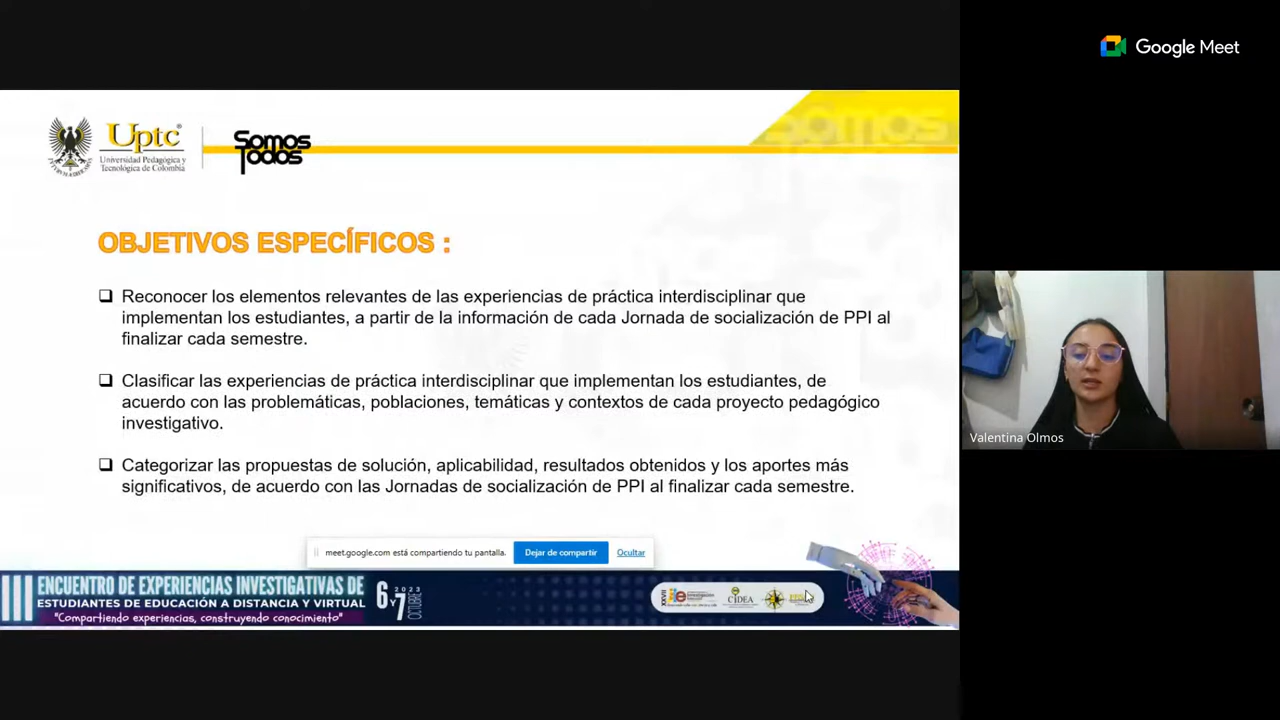 Google Meet
Uptc
Universidad Pedagógica y
Tecnológica de Colombia
Somos
Todos
Somos
OBJETIVOS ESPECÍFICOS :
Reconocer los elementos relevantes de las experiencias de práctica interdisciplinar que
implementan los estudiantes, a partir de la información de cada Jornada de socialización de PPI al
finalizar cada semestre.
Clasificar las experiencias de práctica interdisciplinar que implementan los estudiantes, de
acuerdo con las problemáticas, poblaciones, temáticas y contextos de cada proyecto pedagógico
investigativo.
Categorizar las propuestas de solución, aplicabilidad, resultados obtenidos y los aportes más
significativos, de acuerdo con las Jornadas de socialización de PPI al finalizar cada semestre.
Valentina Olmos
meet.google.com está compartiendo tu pantalla.
Dejar de compartir
Ocultar
III ENCUENTRO DE EXPERIENCIAS INVESTIGATIVAS DE
ESTUDIANTES DE EDUCACIÓN A DISTANCIA Y VIRTUAL
"Compartiendo experiencias, construyendo conocimiento"
6 Y 7
2023
OCTUBRE
CIDEA